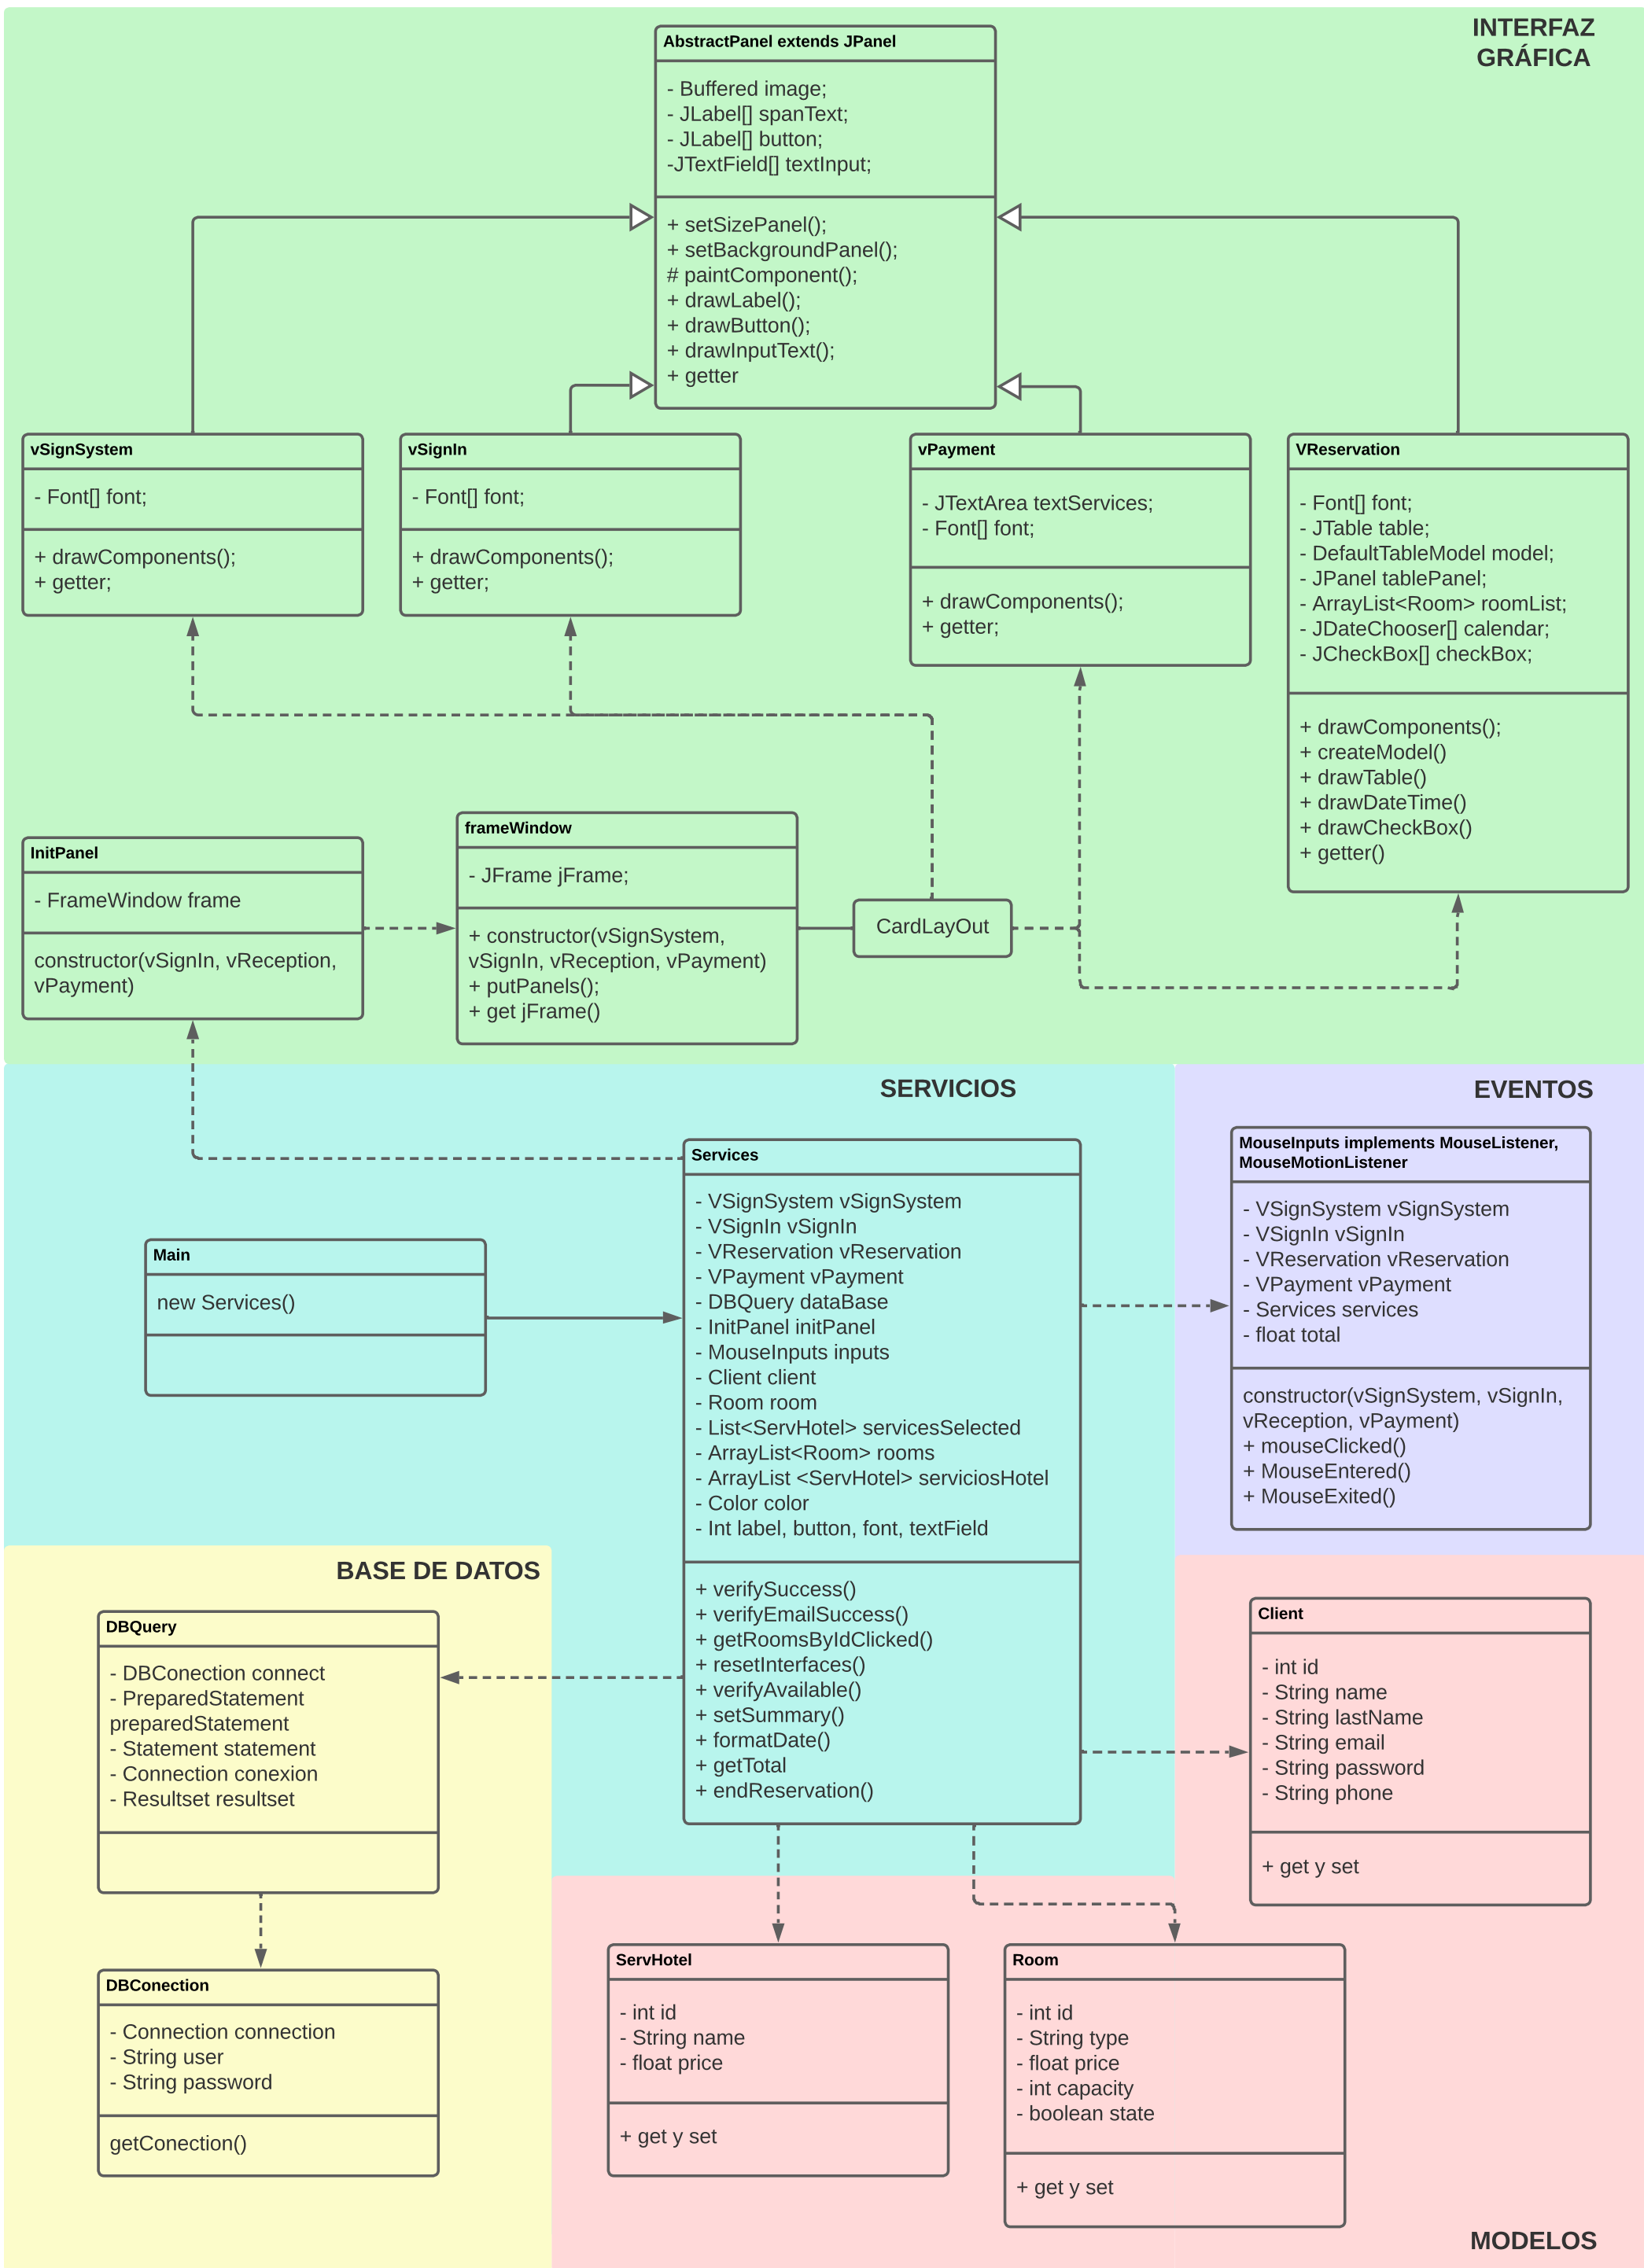 INTERFAZ
GRÁFICA
AbstractPanel extends JPanel
- Buffered image;
- JLabel[] spanText;
- JLabel[] button;
-JTextField[] textInput;
+ setSizePanel();
+ setBackgroundPanel();
# paintComponent();
+ drawLabel();
+ drawButton();
+ drawInputText();
+ getter
vSignSystem
- Font[] font;
+ drawComponents();
+ getter;
vSignIn
- Font[] font;
+ drawComponents();
+ getter;
vPayment
- JTextArea textServices;
- Font[] font;
+ drawComponents();
+ getter;
VReservation
- Font[] font;
- JTable table;
- DefaultTableModel model;
- JPanel tablePanel;
- ArrayList<Room> roomList;
- JDateChooser[] calendar;
- JCheckBox[] checkBox;
+ drawComponents();
+ createModel()
+ drawTable()
+ drawDateTime()
+ drawCheckBox()
+ getter()
InitPanel
- FrameWindow frame
constructor(vSignIn, vReception,
vPayment)
frameWindow
- JFrame jFrame;
+ constructor(vSignSystem,
vSignIn, vReception, vPayment)
+ putPanels();
+ get jFrame()
CardLayOut
SERVICIOS
Main
new Services()
Services
- VSignSystem vSignSystem
- VSignIn vSignIn
- VReservation vReservation
- VPayment vPayment
- DBQuery dataBase
- InitPanel initPanel
- MouseInputs inputs
- Client client
- Room room
- List<ServHotel> servicesSelected
- ArrayList<Room> rooms
- ArrayList <ServHotel> serviciosHotel
- Color color
- Int label, button, font, textField
+ verifySuccess()
+ verifyEmailSuccess()
+ getRoomsByIdClicked()
+ resetInterfaces()
+ verifyAvailable()
+ setSummary()
+ formatDate()
+ getTotal
+ endReservation()
EVENTOS
MouseInputs implements MouseListener,
MouseMotionListener
- VSignSystem vSignSystem
- VSignIn vSignIn
- VReservation vReservation
- VPayment vPayment
- Services services
- float total
constructor(vSignSystem, vSignIn,
vReception, vPayment)
+ mouseClicked()
+ MouseEntered()
+ MouseExited()
BASE DE DATOS
DBQuery
- DBConection connect
- PreparedStatement
preparedStatement
- Statement statement
- Connection conexion
- Resultset resultset
DBConection
- Connection connection
- String user
- String password
getConection()
Client
- int id
- String name
- String lastName
- String email
- String password
- String phone
+ get y set
ServHotel
- int id
- String name
- float price
+ get y set
Room
- int id
- String type
- float price
- int capacity
- boolean state
+ get y set
MODELOS